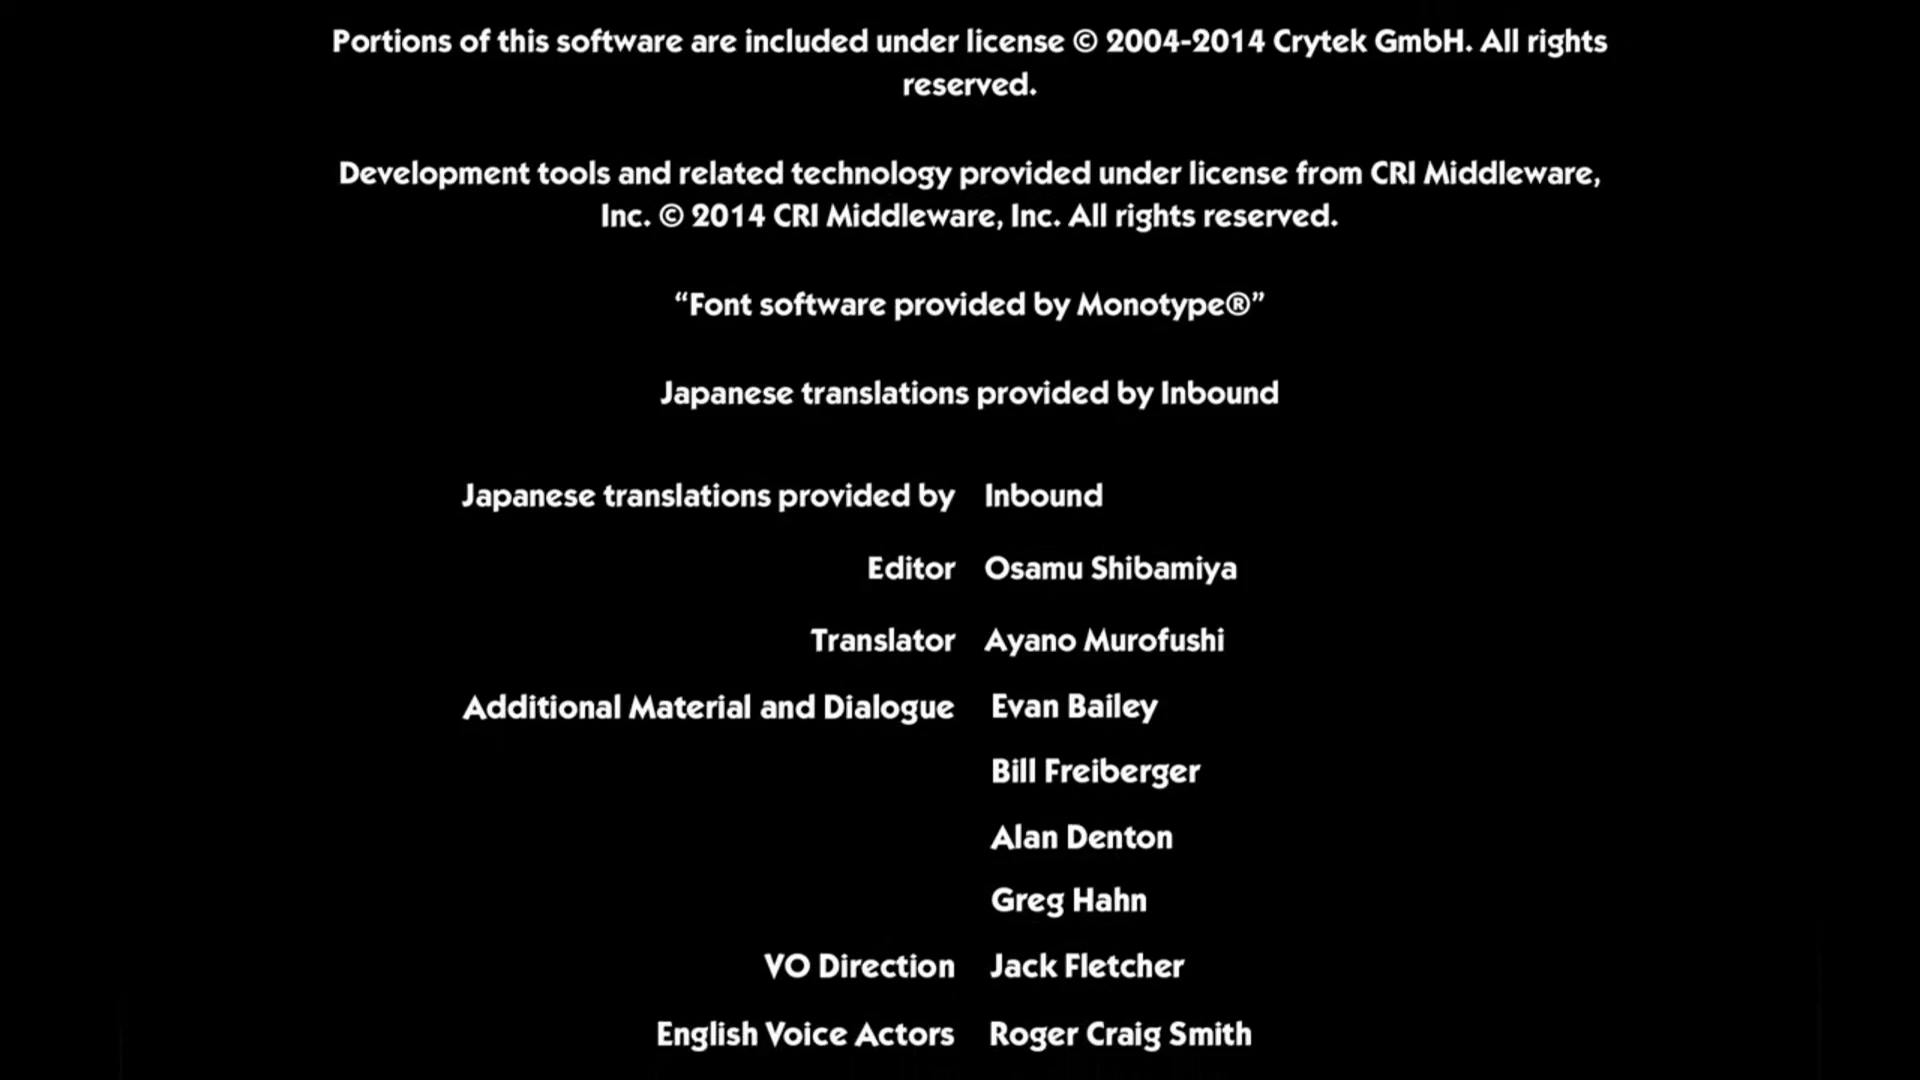 Portions of this software are included under license © 2004-2014 Crytek GmbH. All rights
reserved.
Development tools and related technology provided under license from CRI Middleware,
Inc. © 2014 CRI Middleware, Inc. All rights reserved.
“Font software provided by Monotype®”
Japanese translations provided by Inbound
Japanese translations provided by Inbound
Editor Osamu Shibamiya
Translator Ayano Murofushi
Additional Material and Dialogue Evan Bailey
Bill Freiberger
Alan Denton
Greg Hahn
VO Direction Jack Fletcher
English Voice Actors Roger Craig Smith